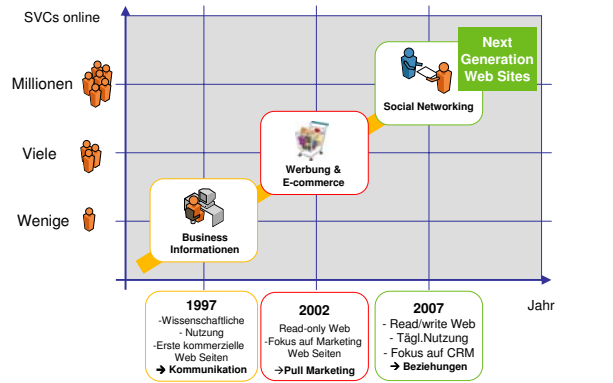 SVCs online
Millionen
Viele
Wenige
Next
Generation
Web Sites
Social Networking
Werbung &
E-commerce
Business
Informationen
Jahr
1997
-Wissenschaftliche
- Nutzung
-Erste kommerzielle
Web Seiten
➔ Kommunikation
2002
Read-only Web
-Fokus auf Marketing
Web Seiten
→Pull Marketing
2007
- Read/write Web
- Tägl.Nutzung
- Fokus auf CRM
➔ Beziehungen